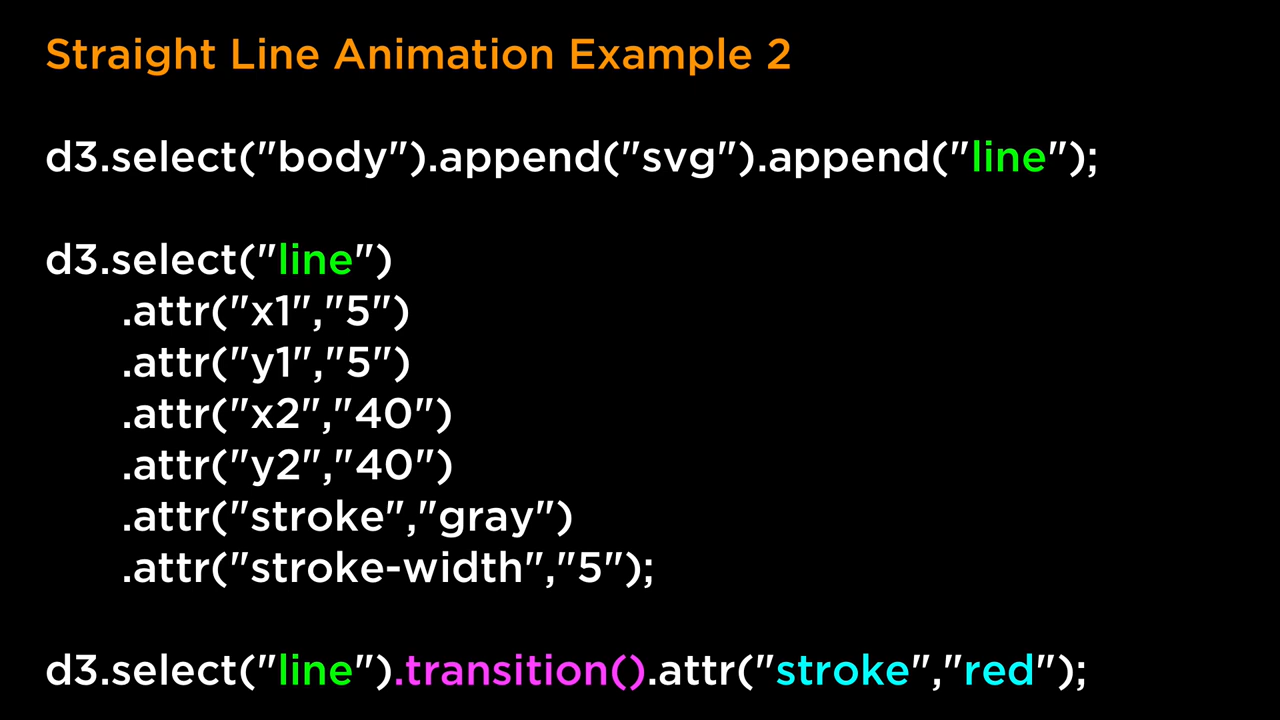 Straight Line Animation Example 2
d3.select("body").append("svg").append("line");
d3.select("line")
.attr("x1","5")
.attr("y1","5")
.attr("x2","40")
.attr("y2","40")
.attr("stroke","gray")
.attr("stroke-width","5");
d3.select("line").transition().attr("stroke","red");